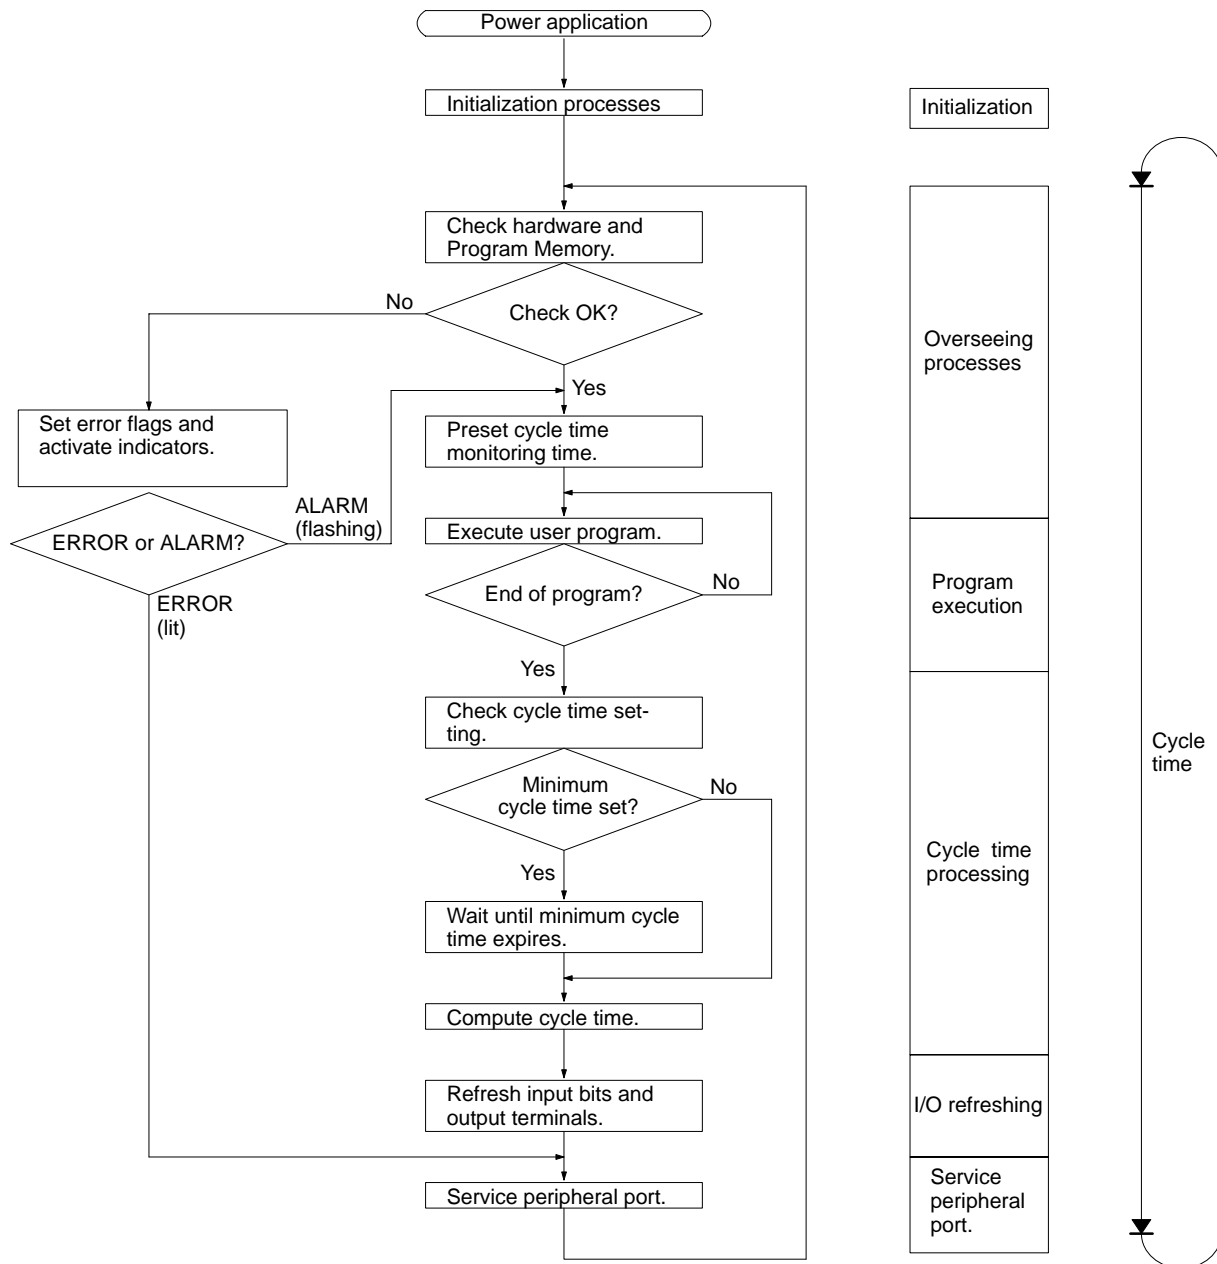 Power application
Initialization processes
Initialization
Check hardware and
Program Memory.
No
Check OK?
Yes
Overseeing
processes
Set error flags and
activate indicators.
Preset cycle time
monitoring time.
ALARM
(flashing)
ERROR or ALARM?
Execute user program.
ERROR
(lit)
End of program?
No
Program
execution
Yes
Check cycle time set-
ting.
Cycle
time
Minimum
cycle time set?
No
Yes
Cycle time
processing
Wait until minimum cycle
time expires.
Compute cycle time.
Refresh input bits and
output terminals.
I/O refreshing
Service peripheral port.
Service
peripheral
port.